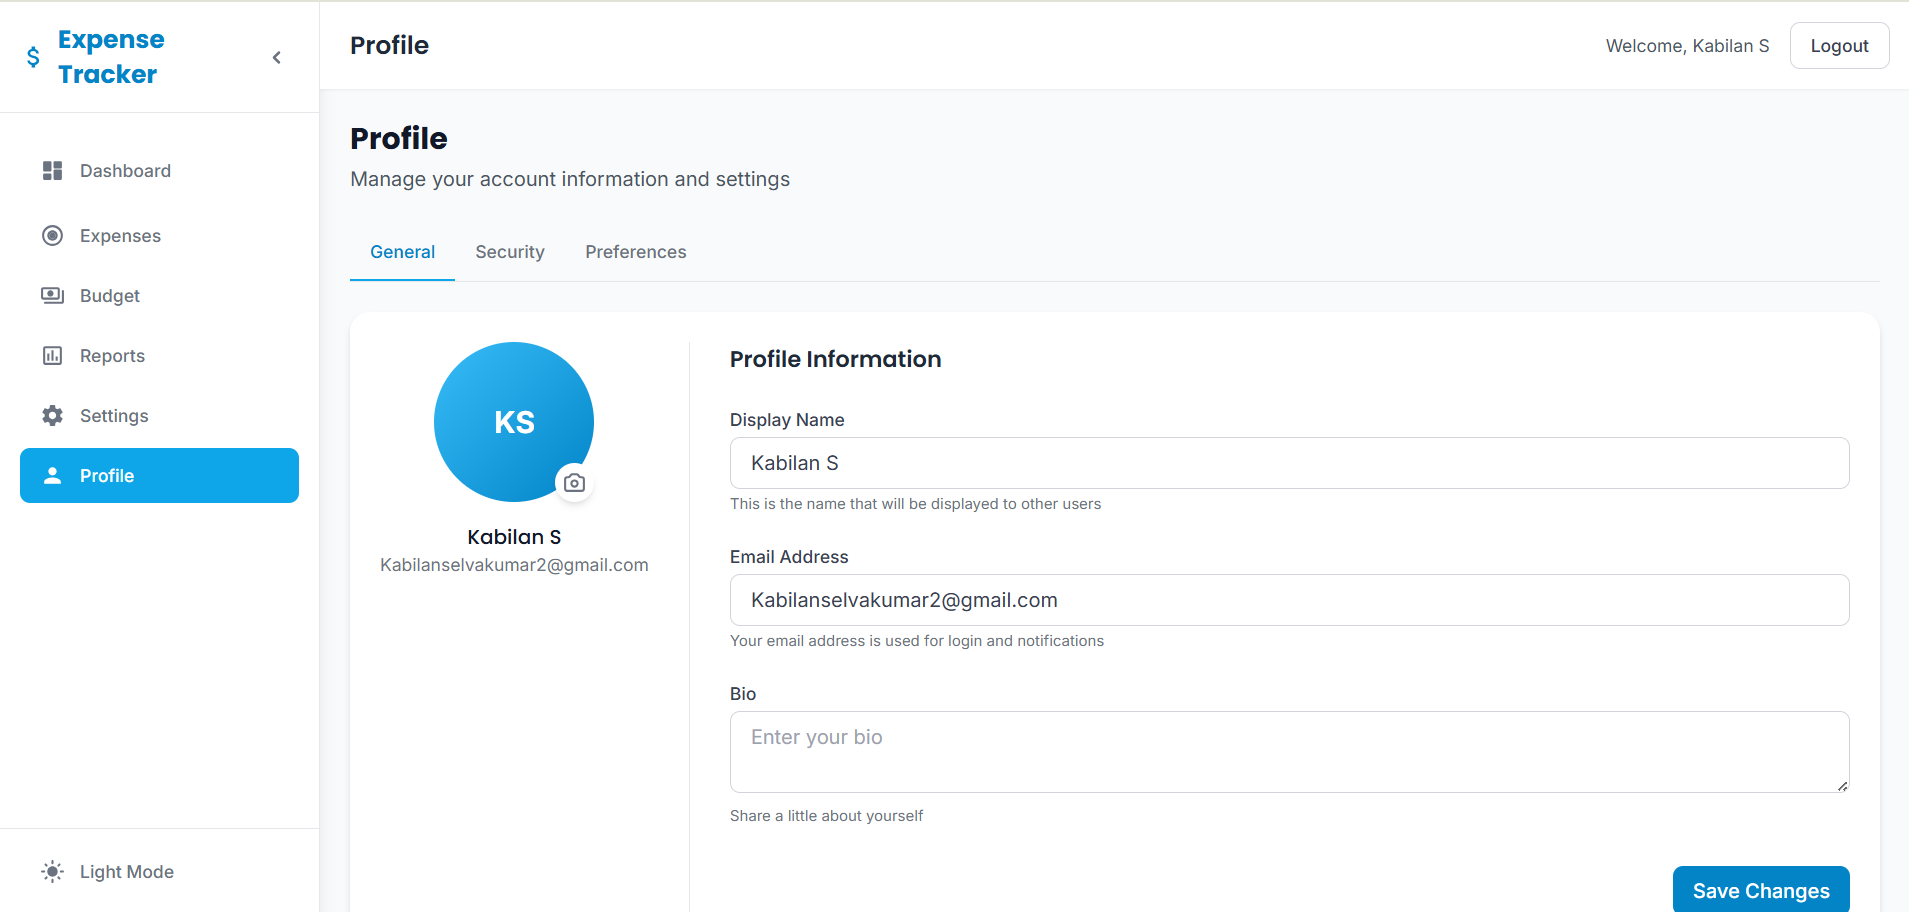 $
Expense
Tracker
Dashboard
Expenses
Budget
Reports
Settings
Profile
Light Mode
Profile
Welcome, Kabilan S
Logout
Profile
Manage your account information and settings
General Security Preferences
KS
Kabilan S
Kabilanselvakumar2@gmail.com
Profile Information
Display Name
Kabilan S
This is the name that will be displayed to other users
Email Address
Kabilanselvakumar2@gmail.com
Your email address is used for login and notifications
Bio
Enter your bio
Share a little about yourself
Save Changes